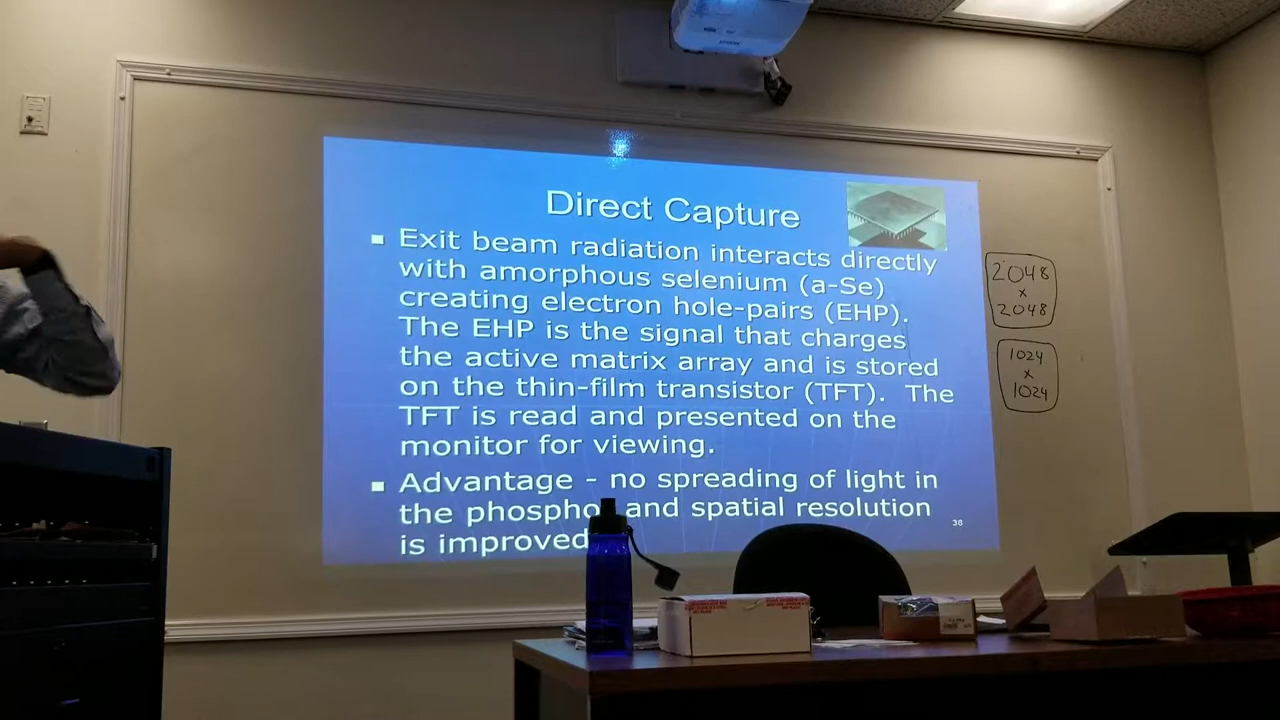 Direct Capture
Exit beam radiation interacts directly
with amorphous selenium (a-Se)
creating electron hole-pairs (EHP).
The EHP is the signal that charges
the active matrix array and is stored
on the thin-film transistor (TFT). The
TFT is read and presented on the
monitor for viewing.
Advantage - no spreading of light in
the phosphor and spatial resolution
is improved
38
2048
x
2048
1024
x
1024